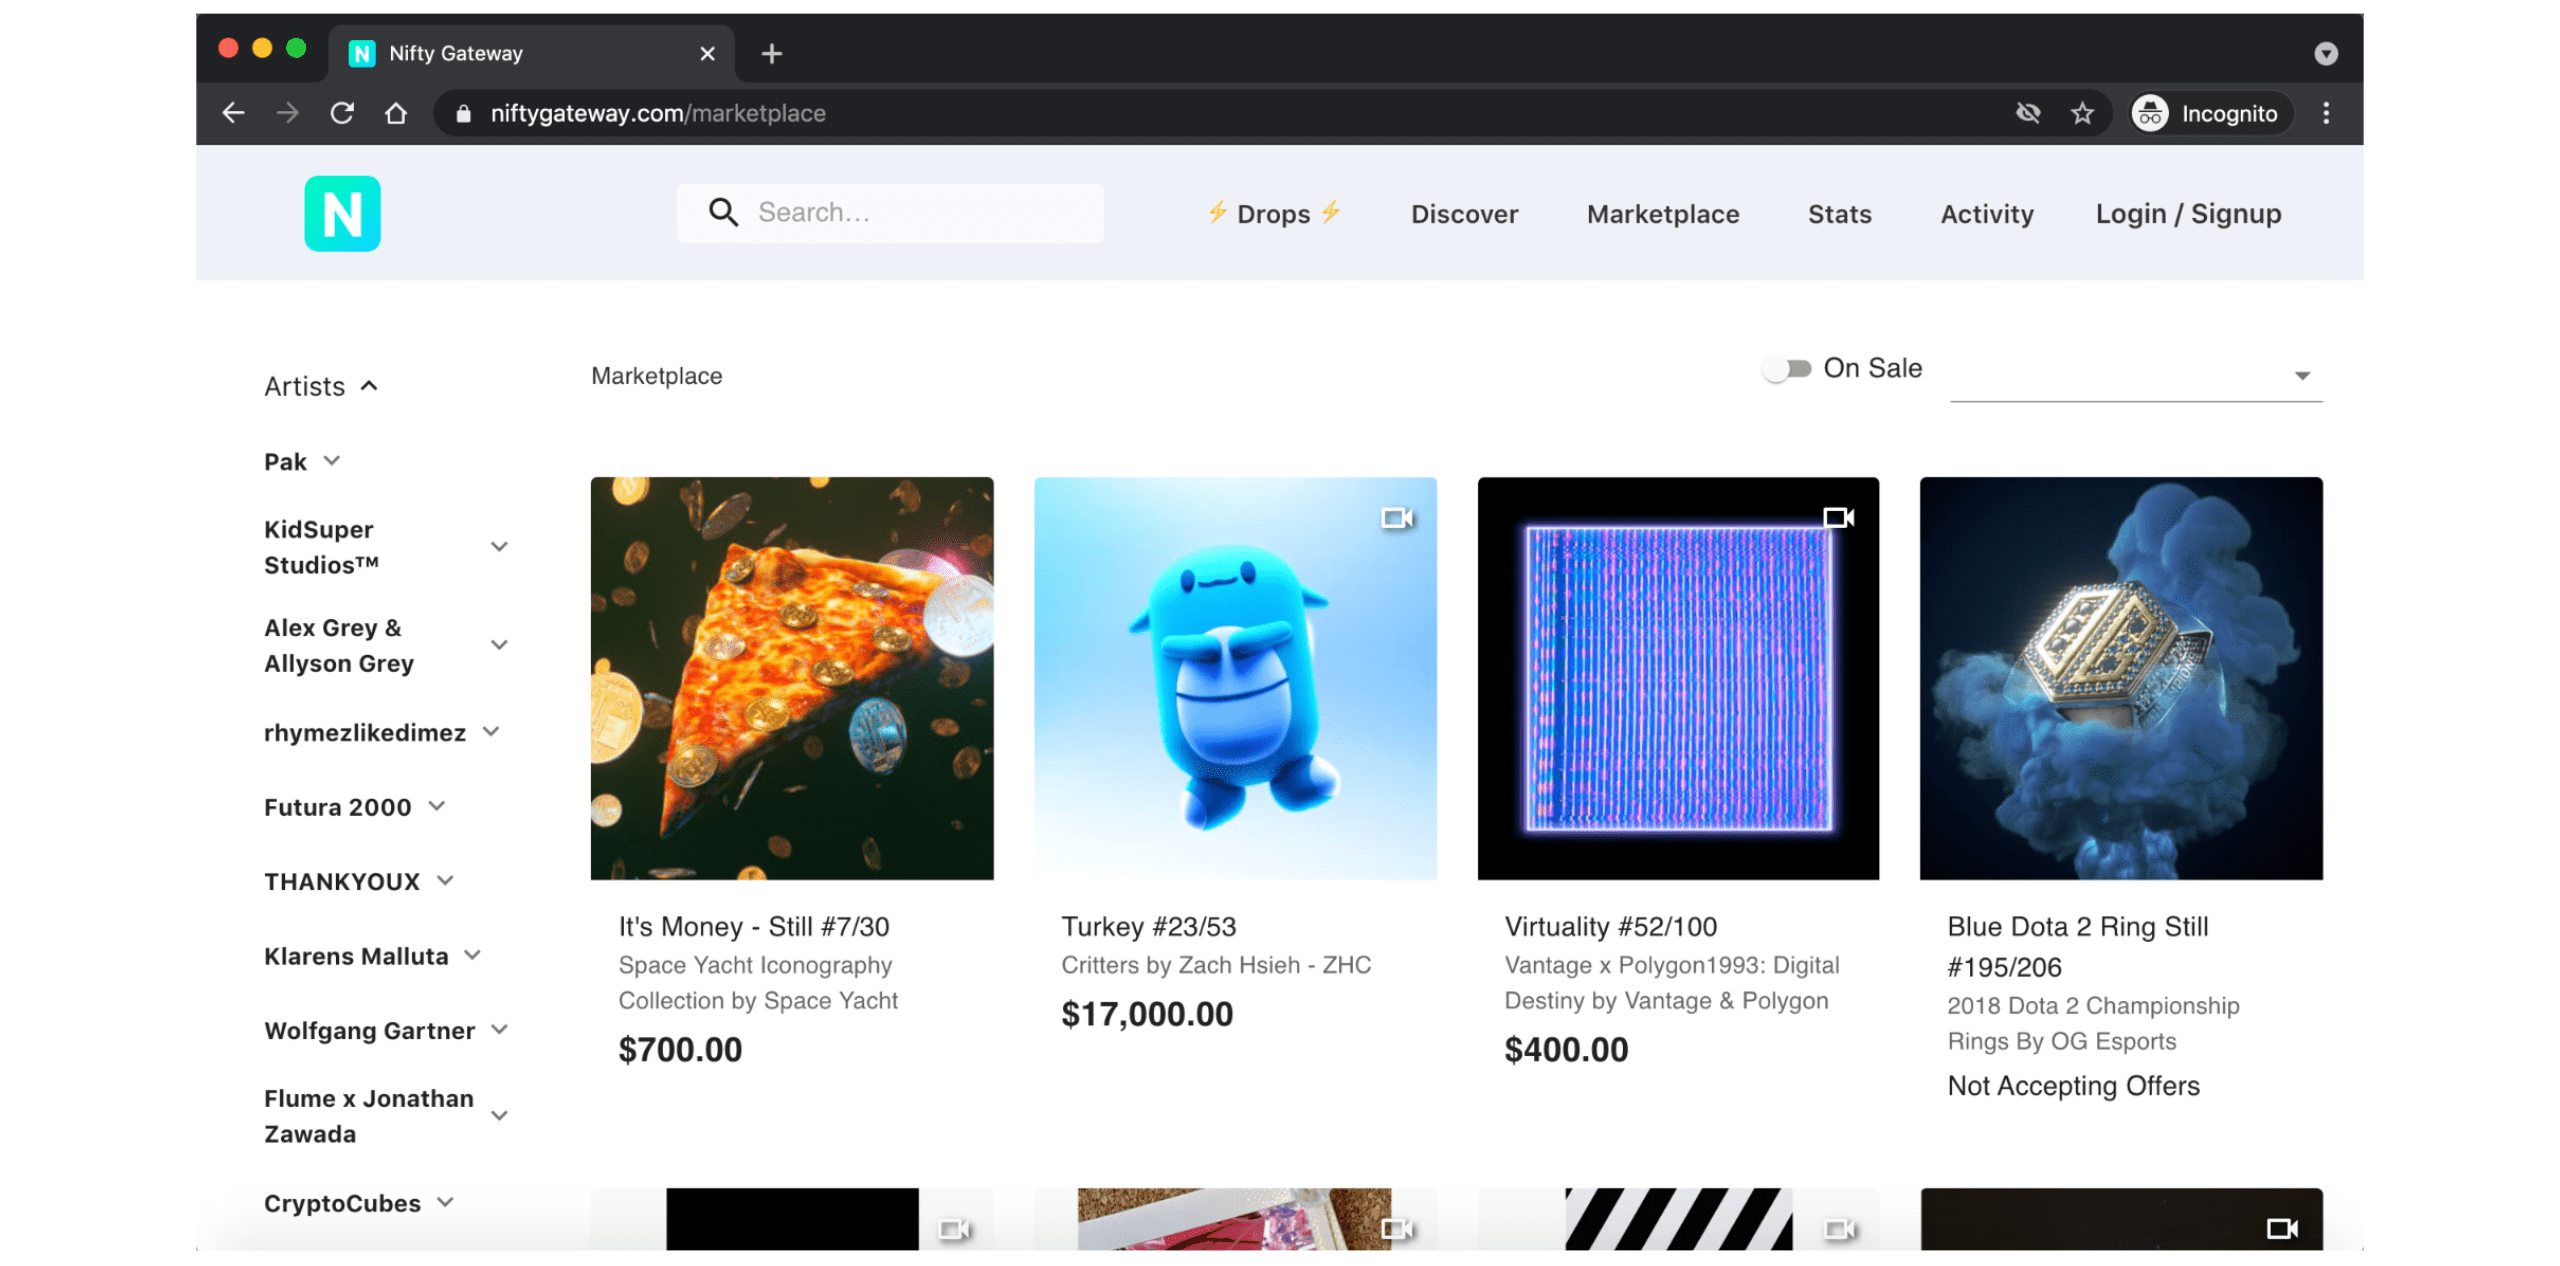 N Nifty Gateway
niftygateway.com/marketplace
Incognito
N
Search...
⚡ Drops ⚡
Discover
Marketplace
Stats
Activity
Login / Signup
Artists
Pak
KidSuper
Studios™
Alex Grey &
Allyson Grey
rhymezlikedimez
Futura 2000
THANKYOUX
Klarens Malluta
Wolfgang Gartner
Flume x Jonathan
Zawada
CryptoCubes
Marketplace
On Sale
It's Money - Still #7/30
Space Yacht Iconography
Collection by Space Yacht
$700.00
Turkey #23/53
Critters by Zach Hsieh - ZHC
$17,000.00
Virtuality #52/100
Vantage x Polygon1993: Digital
Destiny by Vantage & Polygon
$400.00
OG
Blue Dota 2 Ring Still
#195/206
2018 Dota 2 Championship
Rings By OG Esports
Not Accepting Offers